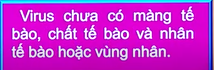 Virus chưa có màng tế
bào, chất tế bào và nhân
tế bào hoặc vùng nhân.